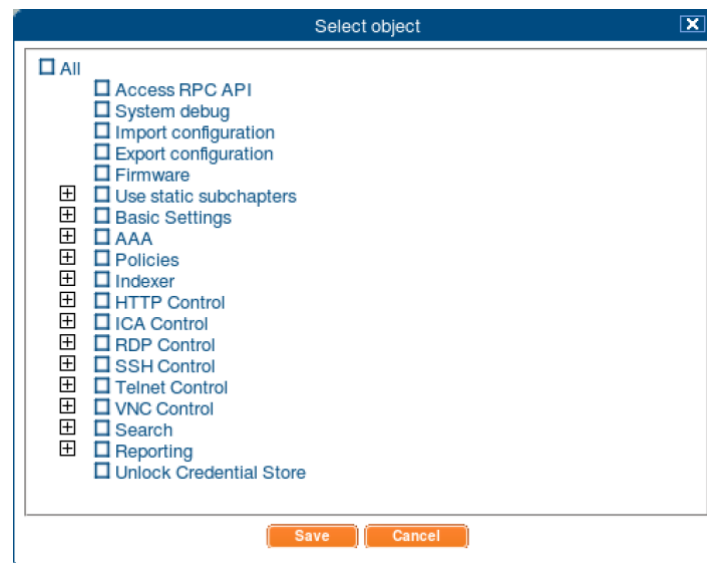 Select object
All
Access RPC API
System debug
Import configuration
Export configuration
Firmware
Use static subchapters
Basic Settings
AAA
Policies
Indexer
HTTP Control
ICA Control
RDP Control
SSH Control
Telnet Control
VNC Control
Search
Reporting
Unlock Credential Store
Save Cancel